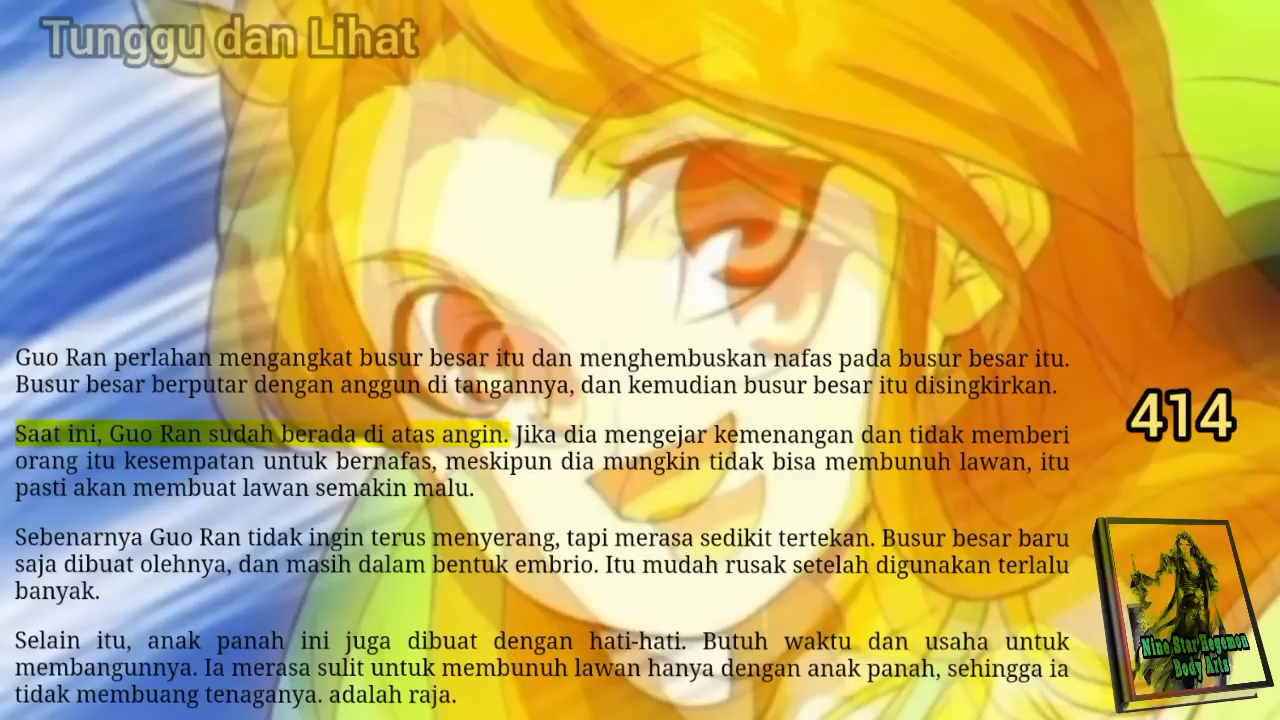 Tunggu dan Lihat
Guo Ran perlahan mengangkat busur besar itu dan menghembuskan nafas pada busur besar itu.
Busur besar berputar dengan anggun di tangannya, dan kemudian busur besar itu disingkirkan.
Saat ini, Guo Ran sudah berada di atas angin. Jika dia mengejar kemenangan dan tidak memberi
orang itu kesempatan untuk bernafas, meskipun dia mungkin tidak bisa membunuh lawan, itu
pasti akan membuat lawan semakin malu.
Sebenarnya Guo Ran tidak ingin terus menyerang, tapi merasa sedikit tertekan. Busur besar baru
saja dibuat olehnya, dan masih dalam bentuk embrio. Itu mudah rusak setelah digunakan terlalu
banyak.
Selain itu, anak panah ini juga dibuat dengan hati-hati. Butuh waktu dan usaha untuk
membangunnya. Ia merasa sulit untuk membunuh lawan hanya dengan anak panah, sehingga ia
tidak membuang tenaganya. adalah raja.
414
Nine Star Hegemon
Body Arts